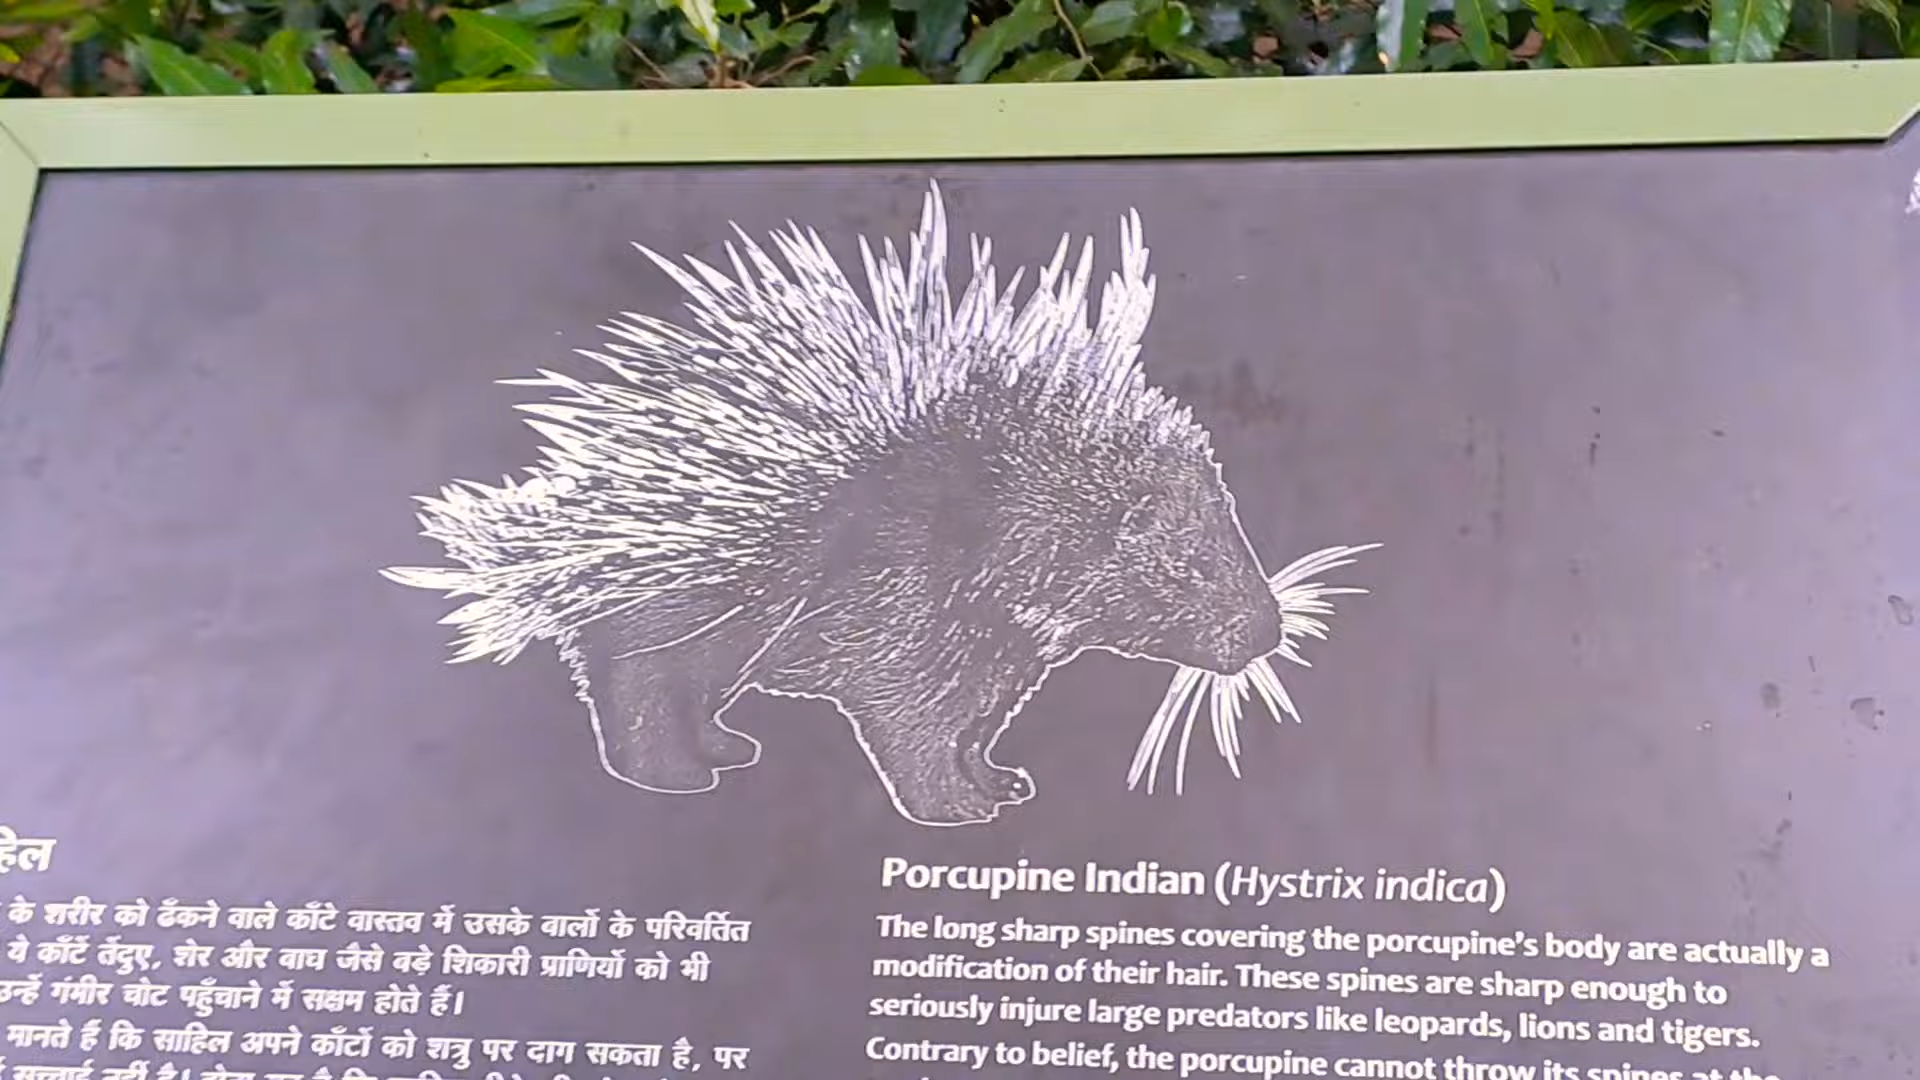 हिल
के शरीर को ढँकने वाले काँटे वास्तव में उसके बालों के परिवर्तित
ये काँटें तेंदुए, शेर और बाघ जैसे बड़े शिकारी प्राणियों को भी
उन्हें गंभीर चोट पहुँचाने में सक्षम होते हैं।
मानते हैं कि साहिल अपने काँटों को शत्रु पर दाग सकता है, पर
Porcupine Indian (Hystrix indica)
The long sharp spines covering the porcupine's body are actually a
modification of their hair. These spines are sharp enough to
seriously injure large predators like leopards, lions and tigers.
Contrary to belief, the porcupine cannot throw its spines at the